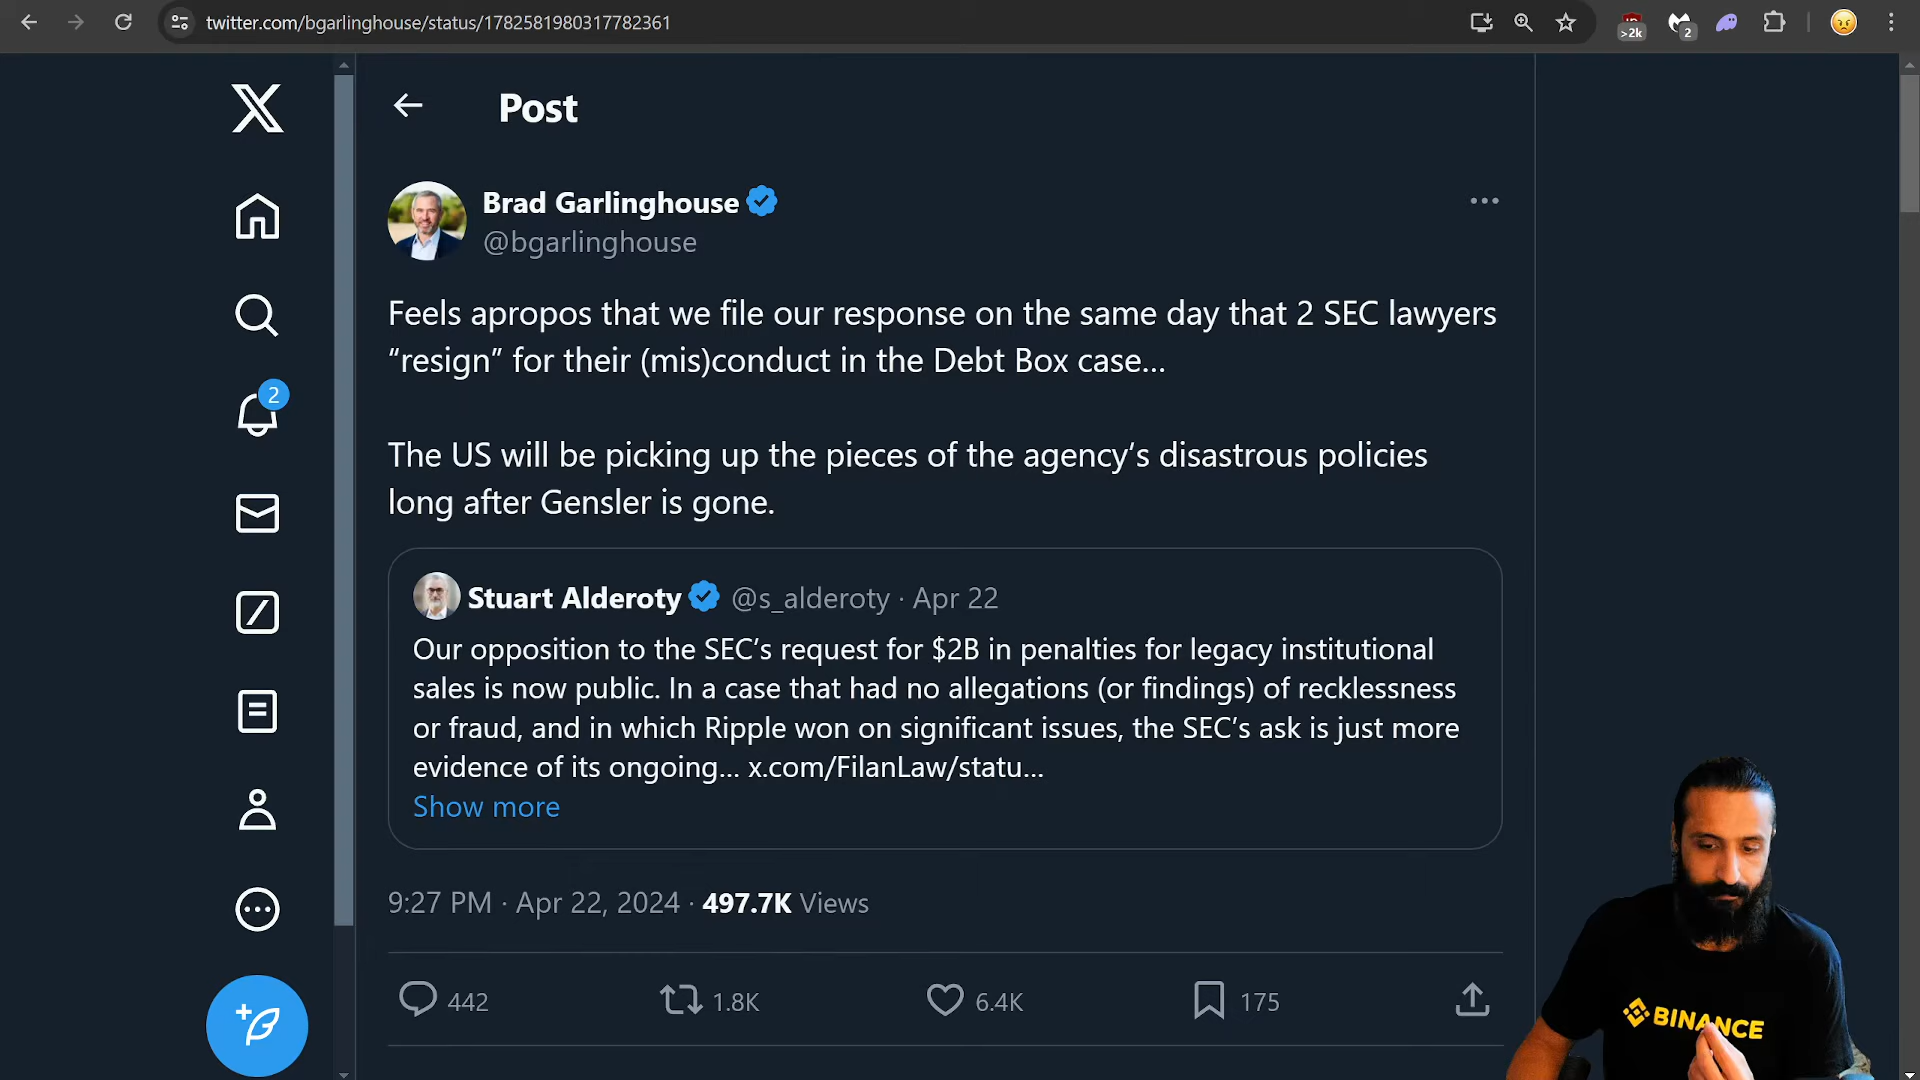 twitter.com/bgarlinghouse/status/1782581980317782361
>2k
2
Post
Brad Garlinghouse
@bgarlinghouse
Feels apropos that we file our response on the same day that 2 SEC lawyers
“resign” for their (mis)conduct in the Debt Box case...
The US will be picking up the pieces of the agency’s disastrous policies
long after Gensler is gone.
2
Stuart Alderoty @s_alderoty · Apr 22
Our opposition to the SEC’s request for $2B in penalties for legacy institutional
sales is now public. In a case that had no allegations (or findings) of recklessness
or fraud, and in which Ripple won on significant issues, the SEC’s ask is just more
evidence of its ongoing... x.com/FilanLaw/statu...
Show more
9:27 PM · Apr 22, 2024 · 497.7K Views
442 1.8K 6.4K 175
BINANCE